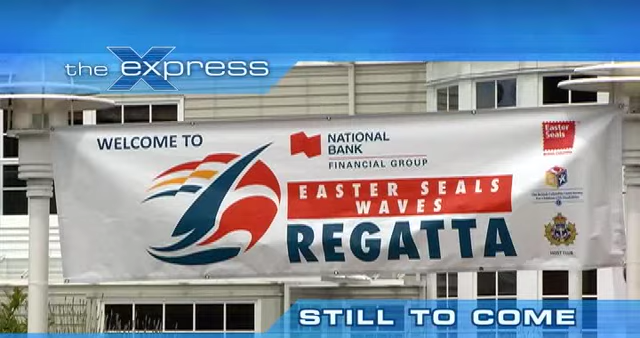 the express
WELCOME TO
NATIONAL
BANK
FINANCIAL GROUP
EASTER SEALS
WAVES
REGATTA
Easter
Seals
STILL TO COME